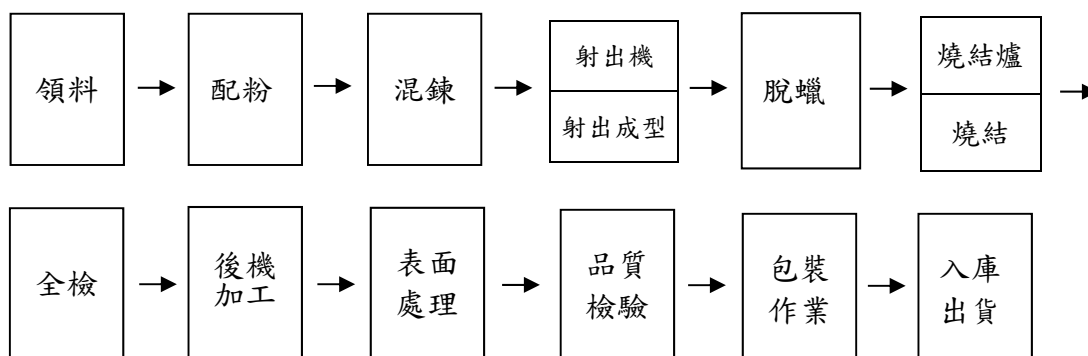 領料
配粉
混鍊
射出機
射出成型
脫蠟
燒結爐
燒結
全檢
後機
加工
表面
處理
品質
檢驗
包裝
作業
入庫
出貨